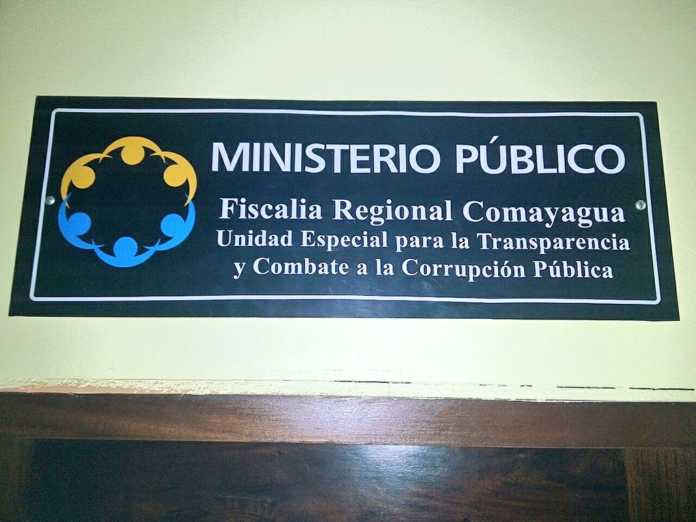 MINISTERIO PÚBLICO
Fiscalia Regional Comayagua
Unidad Especial para la Transparencia
y Combate a la Corrupción Pública